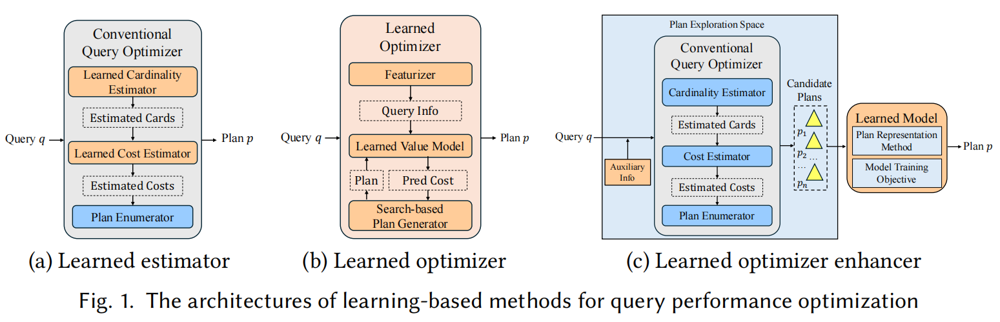 Conventional
Query Optimizer
Learned Cardinality
Estimator
Estimated Cards
Query q
Plan p
Learned Cost Estimator
Estimated Costs
Plan Enumerator
(a) Learned estimator
Learned
Optimizer
Featurizer
Query Info
Query q
Plan p
Learned Value Model
Plan
Pred Cost
Search-based
Plan Generator
(b) Learned optimizer
Plan Exploration Space
Conventional
Query Optimizer
Cardinality Estimator
Estimated Cards
Query q
Auxiliary
Info
Cost Estimator
Estimated Costs
Plan Enumerator
Candidate
Plans
p1
p2 ...
...
pn
Learned Model
Plan Representation
Method
Model Training
Objective
Plan p
(c) Learned optimizer enhancer
Fig. 1. The architectures of learning-based methods for query performance optimization